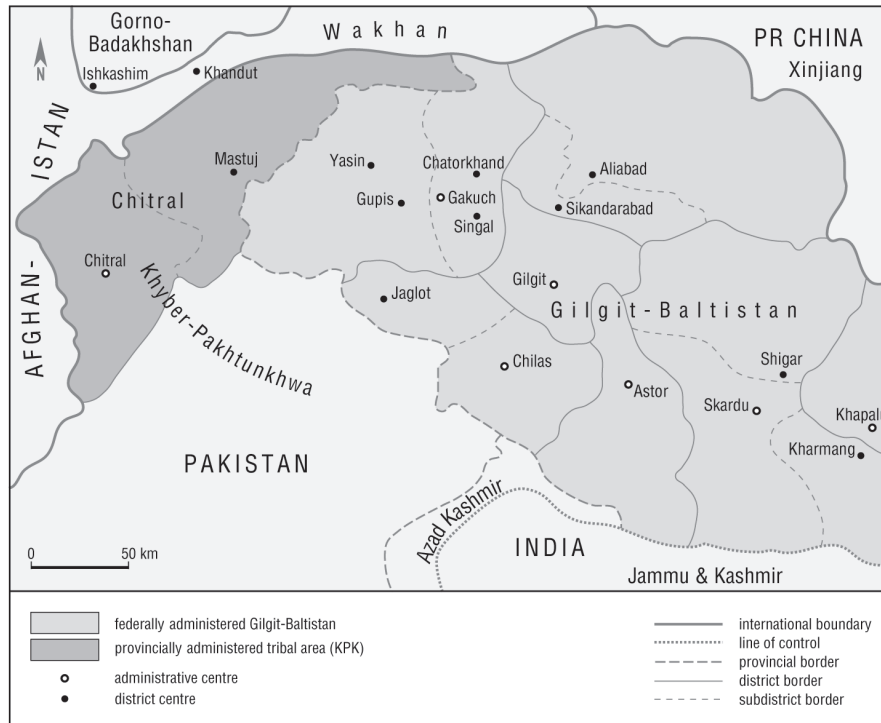 Gorno-
Badakhshan
Wakhan
PR CHINA
Xinjiang
N
Ishkashim
Khandut
AFGHAN-
ISTAN
Mastuj
Yasin
Chatorkhand
Aliabad
Chitral
Gupis
Gakuch
Sikandarabad
Singal
Chitral
Khyber-Pakhtunkhwa
Jaglot
Gilgit
Gilgit-Baltistan
Chilas
Shigar
Astor
Skardu
Khapalu
Kharmang
PAKISTAN
Azad Kashmir
INDIA
Jammu & Kashmir
0 50 km
federally administered Gilgit-Baltistan
provincially administered tribal area (KPK)
administrative centre
district centre
international boundary
line of control
provincial border
district border
subdistrict border